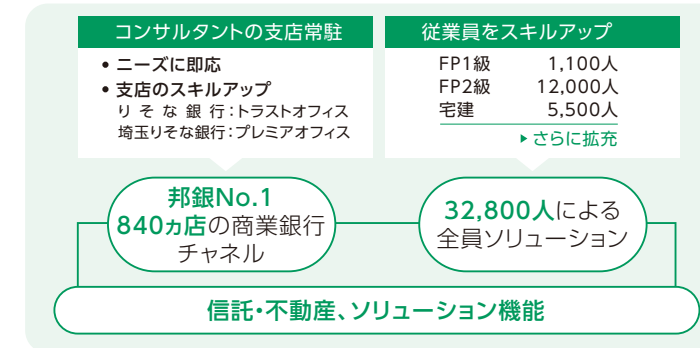 コンサルタントの支店常駐
• ニーズに即応
• 支店のスキルアップ
りそな銀行：トラストオフィス
埼玉りそな銀行：プレミアオフィス
従業員をスキルアップ
FP1級 1,100人
FP2級 12,000人
宅建 5,500人
▶さらに拡充
邦銀No.1
840ヵ店の商業銀行
チャネル
32,800人による
全員ソリューション
信託・不動産、ソリューション機能